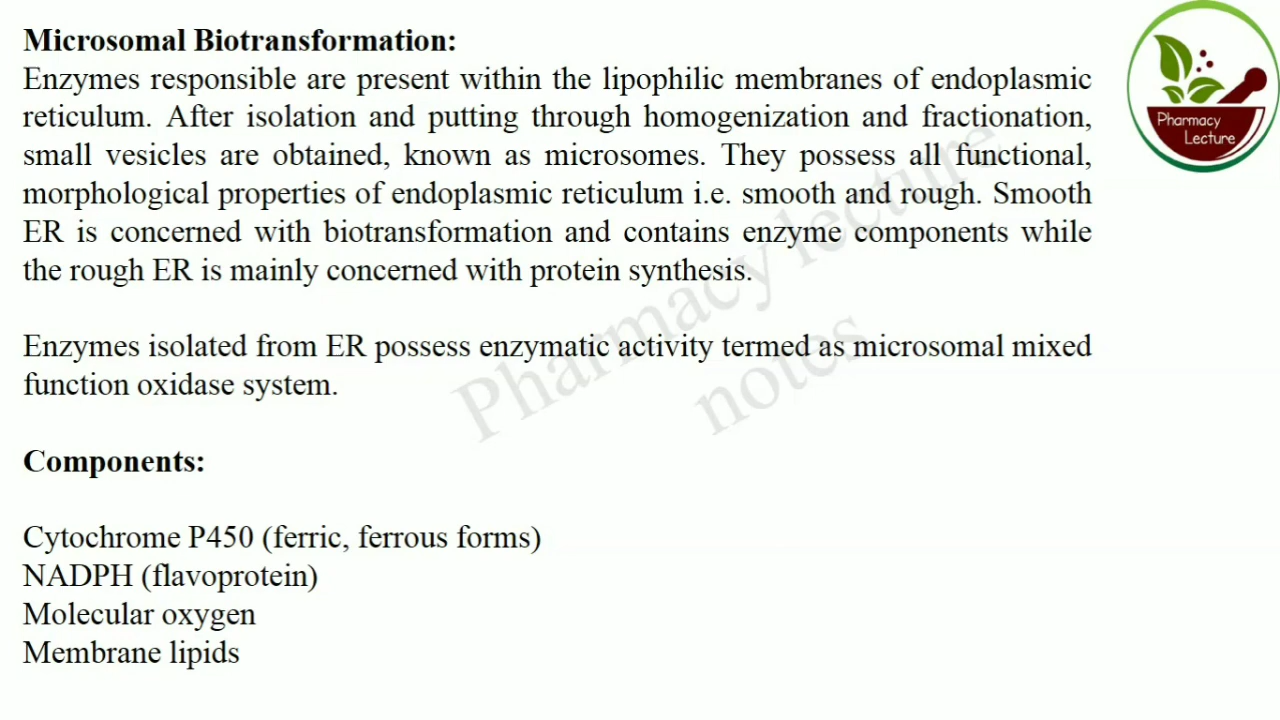 Microsomal Biotransformation:
Enzymes responsible are present within the lipophilic membranes of endoplasmic
reticulum. After isolation and putting through homogenization and fractionation,
small vesicles are obtained, known as microsomes. They possess all functional,
morphological properties of endoplasmic reticulum i.e. smooth and rough. Smooth
ER is concerned with biotransformation and contains enzyme components while
the rough ER is mainly concerned with protein synthesis.
Enzymes isolated from ER possess enzymatic activity termed as microsomal mixed
function oxidase system.
Components:
Cytochrome P450 (ferric, ferrous forms)
NADPH (flavoprotein)
Molecular oxygen
Membrane lipids
Pharmacy
Lecture
Pharmacy lecture
notes